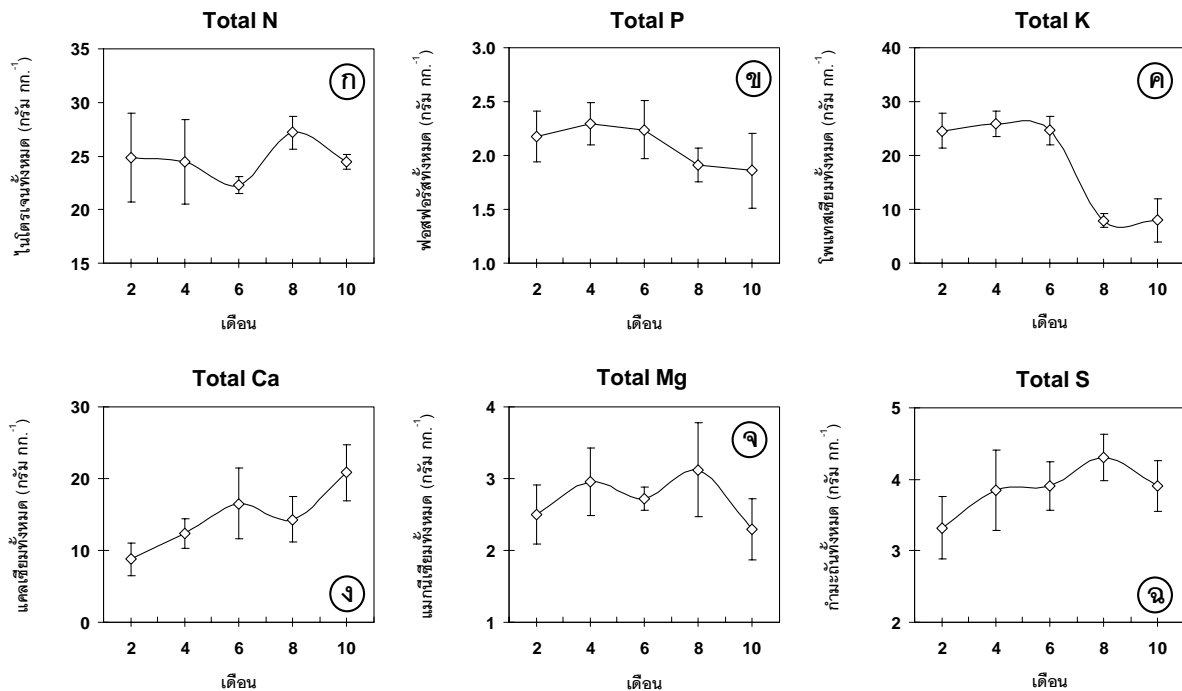 Total N
ไนโตรเจนทั้งหมด (กรัม กก.-1)
ก
35
30
25
20
15
2 4 6 8 10
เดือน
Total P
ฟอสฟอรัสทั้งหมด (กรัม กก.-1)
ข
3.0
2.5
2.0
1.5
1.0
2 4 6 8 10
เดือน
Total K
โพแทสเซียมทั้งหมด (กรัม กก.-1)
ค
40
30
20
10
0
2 4 6 8 10
เดือน
Total Ca
แคลเซียมทั้งหมด (กรัม กก.-1)
30
20
10
0
ง
2 4 6 8 10
เดือน
Total Mg
แมกนีเซียมทั้งหมด (กรัม กก.-1)
จ
4
3
2
1
2 4 6 8 10
เดือน
Total S
กำมะถันทั้งหมด (กรัม กก.-1)
5
4
3
2
ฉ
2 4 6 8 10
เดือน